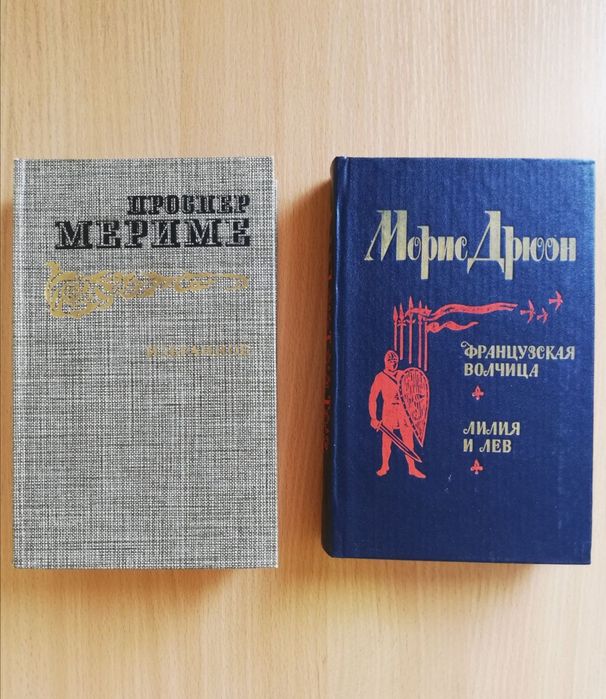 ПРОСПЕР
МЕРИМЕ
Морис Дрюон
ФРАНЦУЗСКАЯ
ВОЛЧИЦА
ЛИЛИЯ
И ЛЕВ